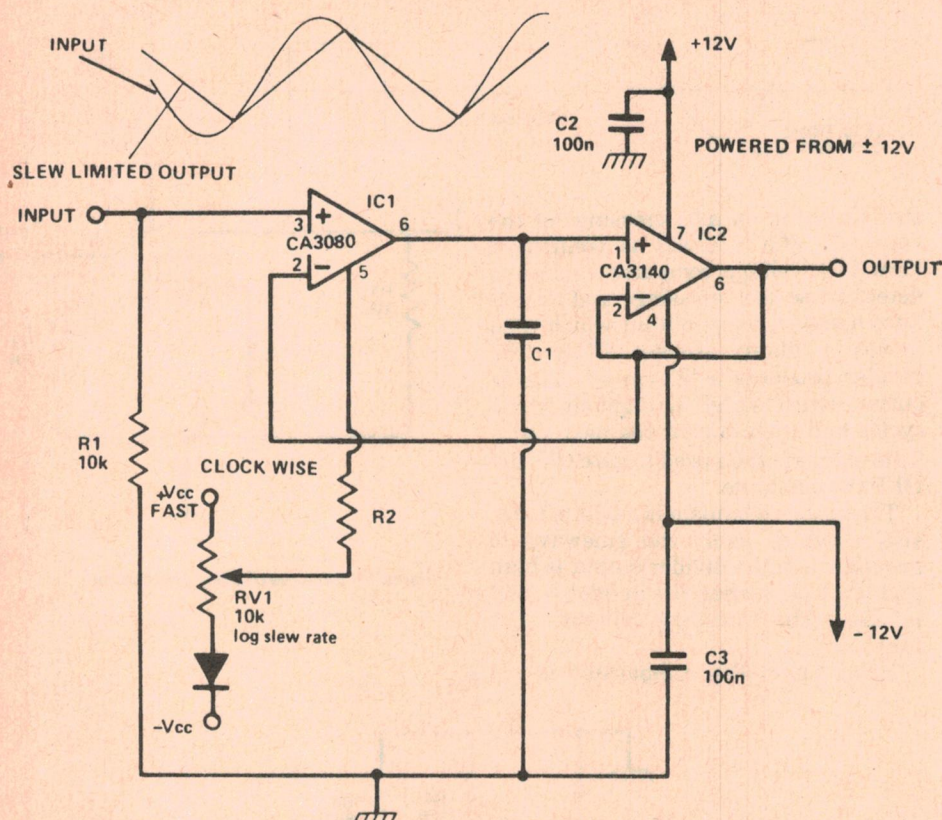 INPUT
SLEW LIMITED OUTPUT
+12V
C2
100n
POWERED FROM ± 12V
INPUT
IC1
3
+
CA3080
6
2
−
5
7
IC2
1
+
CA3140
2
−
6
4
OUTPUT
C1
R1
10k
CLOCK WISE
+Vcc
FAST
R2
RV1
10k
log slew rate
−Vcc
− 12V
C3
100n